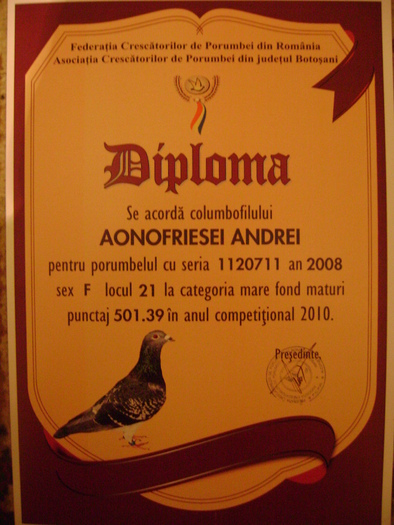 Federația Crescătorilor de Porumbei din România
Asociația Crescătorilor de Porumbei din județul Botoșani
Diploma
Se acordă columbofilului
AONOFRIESEI ANDREI
pentru porumbelul cu seria 1120711 an 2008
sex F locul 21 la categoria mare fond maturi
punctaj 501.39 în anul competiţional 2010.
Preşedinte,